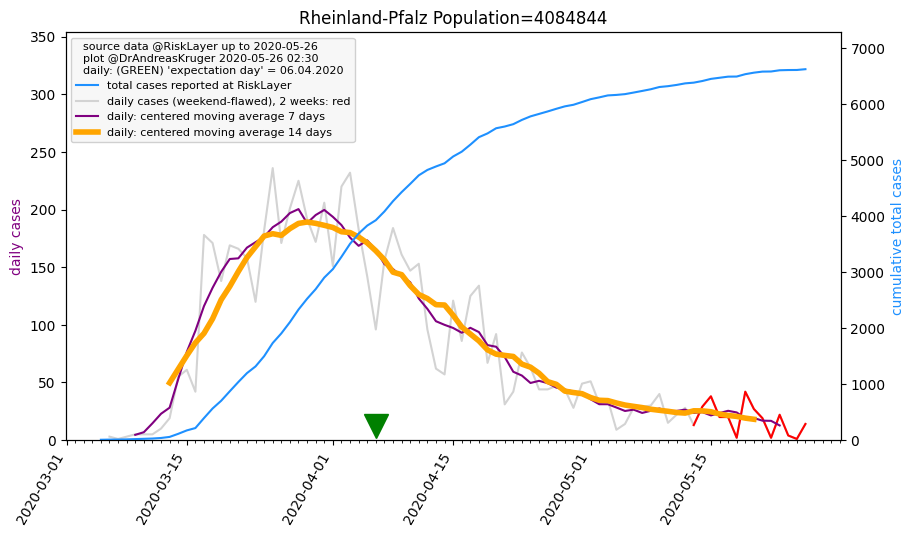 Rheinland-Pfalz Population=4084844
source data @RiskLayer up to 2020-05-26
plot @DrAndreasKruger 2020-05-26 02:30
daily: (GREEN) 'expectation day' = 06.04.2020
total cases reported at RiskLayer
daily cases (weekend-flawed), 2 weeks: red
daily: centered moving average 7 days
daily: centered moving average 14 days
daily cases
350
300
250
200
150
100
50
0
7000
6000
5000
4000
3000
2000
1000
0
cumulative total cases
2020-03-01
2020-03-15
2020-04-01
2020-04-15
2020-05-01
2020-05-15